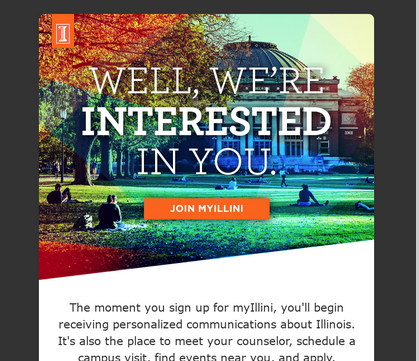 WELL, WE'RE
INTERESTED
IN YOU.
JOIN MYILLINI
The moment you sign up for myIllini, you'll begin
receiving personalized communications about Illinois.
It's also the place to meet your counselor, schedule a
campus visit, find events near you, and apply.